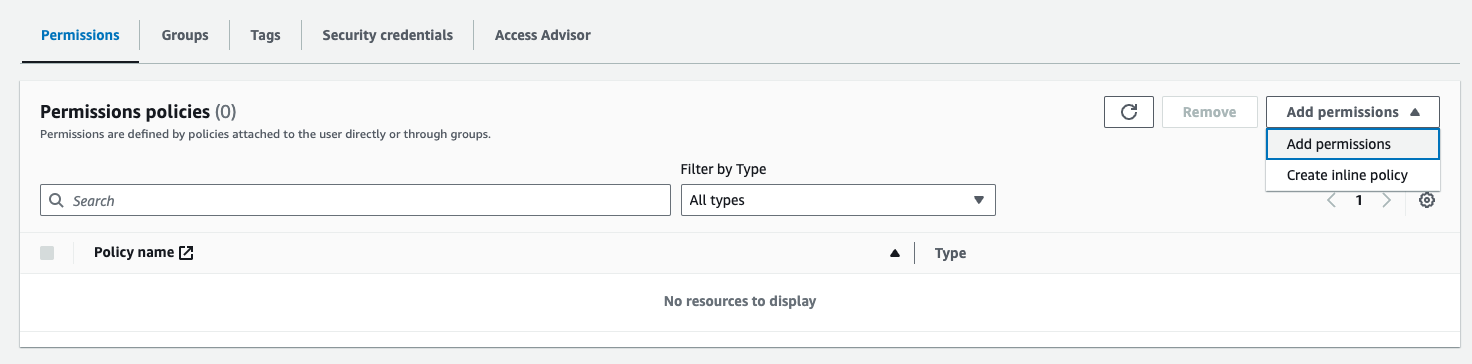 Permissions
Groups
Tags
Security credentials
Access Advisor
Permissions policies (0)
Permissions are defined by policies attached to the user directly or through groups.
Remove
Add permissions
Add permissions
Create inline policy
Filter by Type
Search
All types
1
Policy name
Type
No resources to display